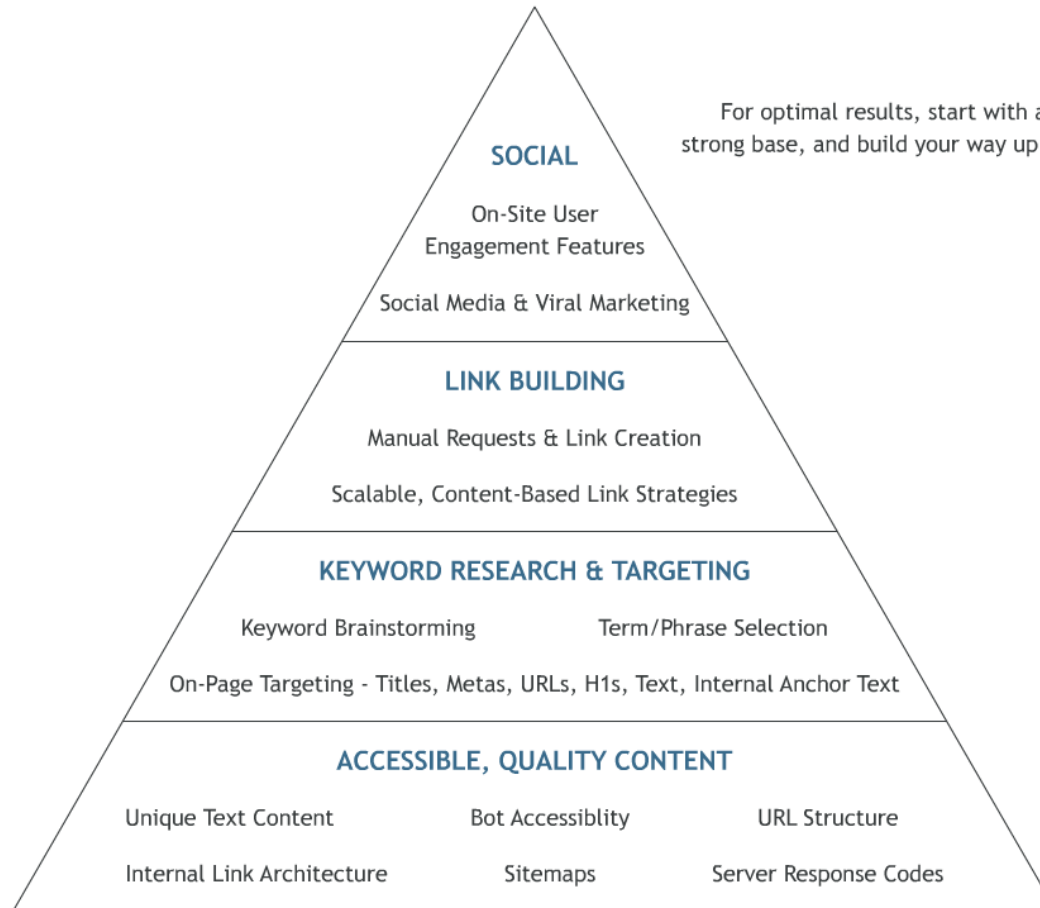 For optimal results, start with a
strong base, and build your way up
SOCIAL
On-Site User
Engagement Features
Social Media & Viral Marketing
LINK BUILDING
Manual Requests & Link Creation
Scalable, Content-Based Link Strategies
KEYWORD RESEARCH & TARGETING
Keyword Brainstorming Term/Phrase Selection
On-Page Targeting - Titles, Metas, URLs, H1s, Text, Internal Anchor Text
ACCESSIBLE, QUALITY CONTENT
Unique Text Content Bot Accessiblity URL Structure
Internal Link Architecture Sitemaps Server Response Codes